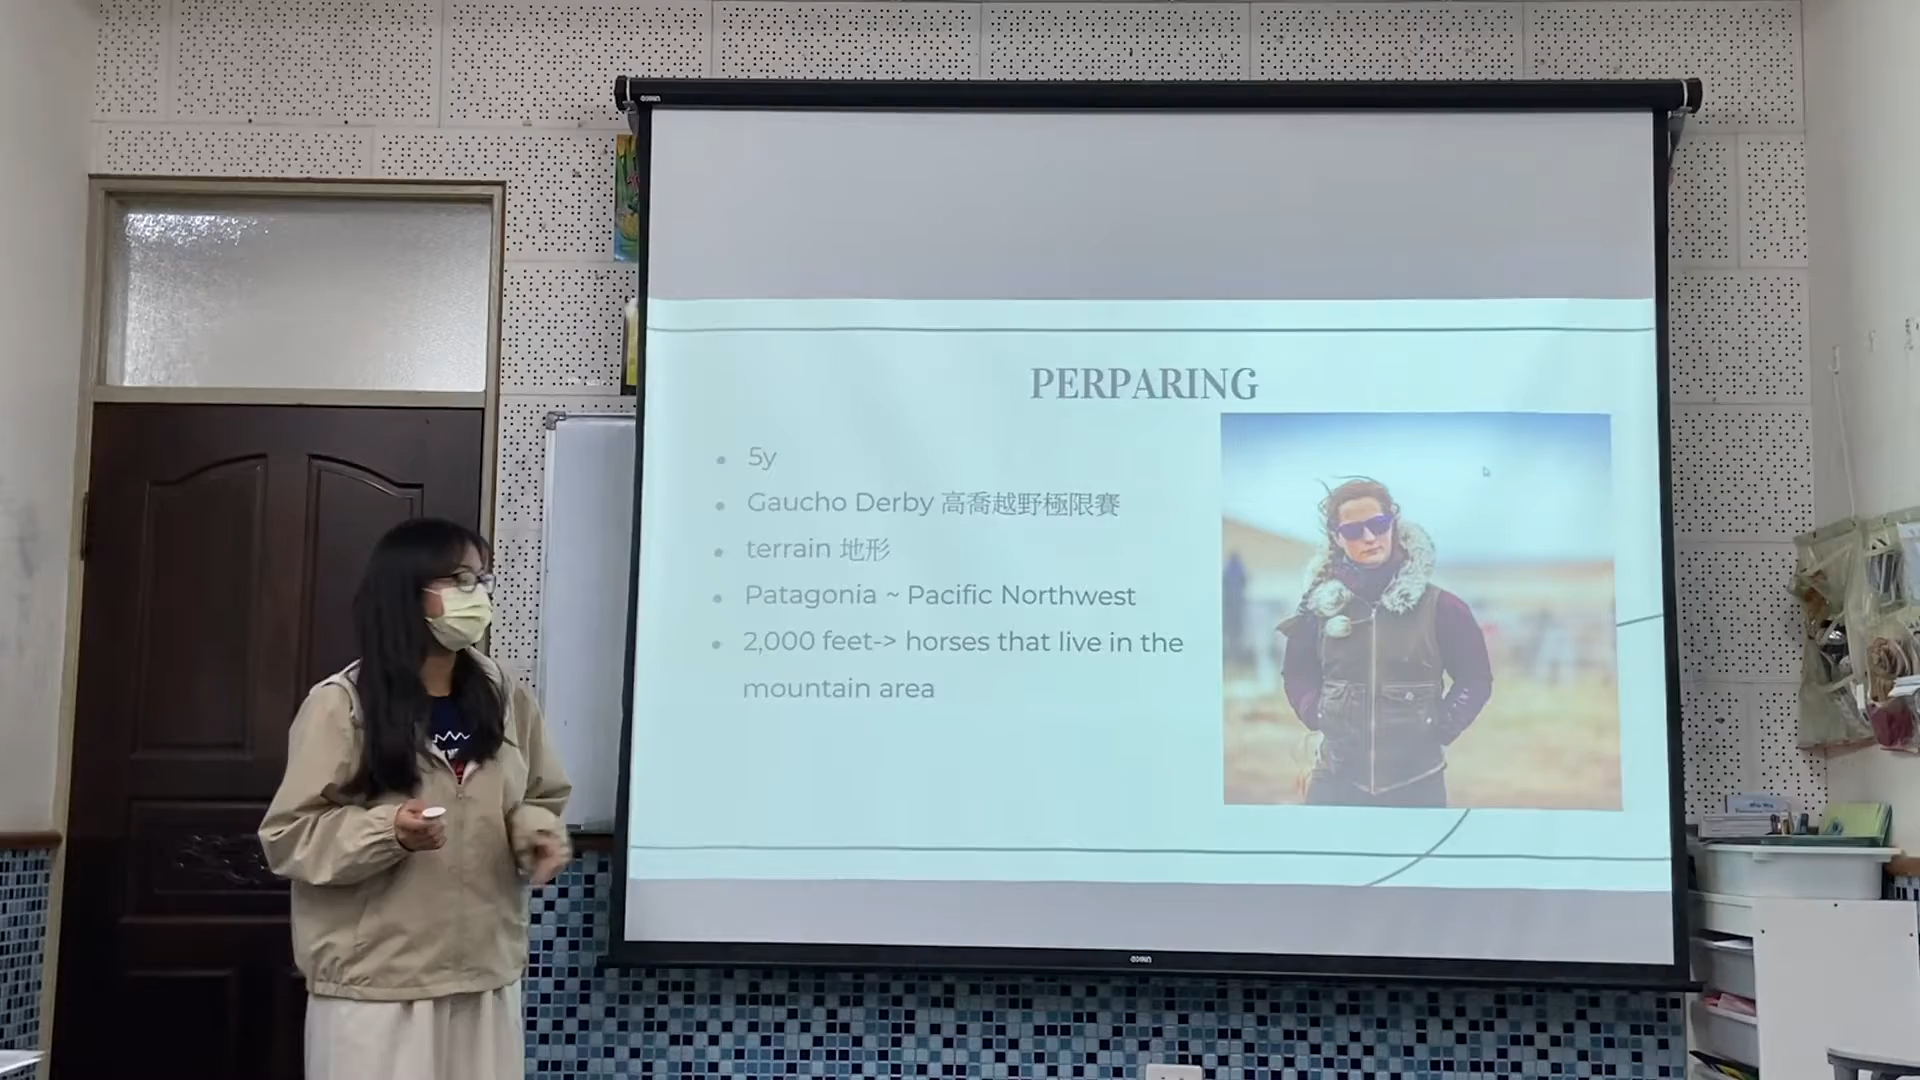 PERPARING
5y
Gaucho Derby 高喬越野極限賽
terrain 地形
Patagonia ~ Pacific Northwest
2,000 feet-> horses that live in the
mountain area